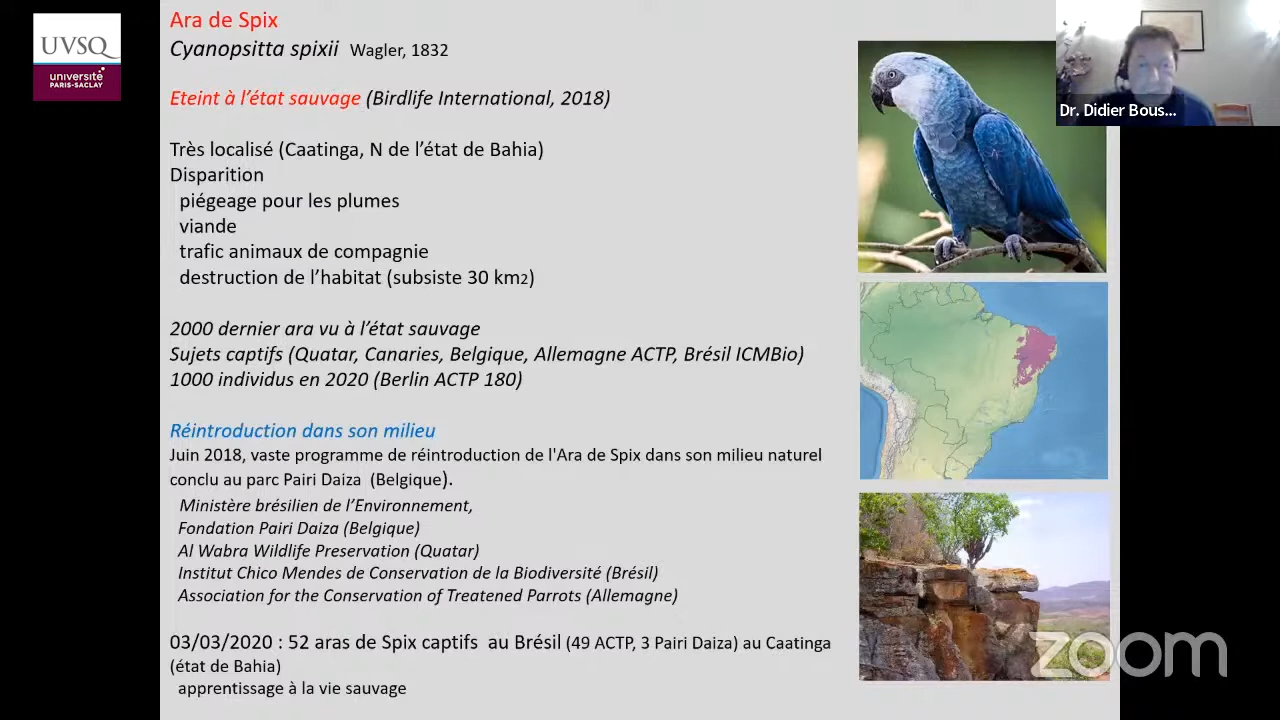 UVSQ
université
PARIS-SACLAY
Ara de Spix
Cyanopsitta spixii Wagler, 1832
Eteint à l’état sauvage (Birdlife International, 2018)
Très localisé (Caatinga, N de l’état de Bahia)
Disparition
piégeage pour les plumes
viande
trafic animaux de compagnie
destruction de l’habitat (subsiste 30 km2)
2000 dernier ara vu à l’état sauvage
Sujets captifs (Quatar, Canaries, Belgique, Allemagne ACTP, Brésil ICMBio)
1000 individus en 2020 (Berlin ACTP 180)
Réintroduction dans son milieu
Juin 2018, vaste programme de réintroduction de l'Ara de Spix dans son milieu naturel
conclu au parc Pairi Daiza (Belgique).
Ministère brésilien de l’Environnement,
Fondation Pairi Daiza (Belgique)
Al Wabra Wildlife Preservation (Quatar)
Institut Chico Mendes de Conservation de la Biodiversité (Brésil)
Association for the Conservation of Treatened Parrots (Allemagne)
03/03/2020 : 52 aras de Spix captifs au Brésil (49 ACTP, 3 Pairi Daiza) au Caatinga
(état de Bahia)
apprentissage à la vie sauvage
Dr. Didier Bous...
zoom